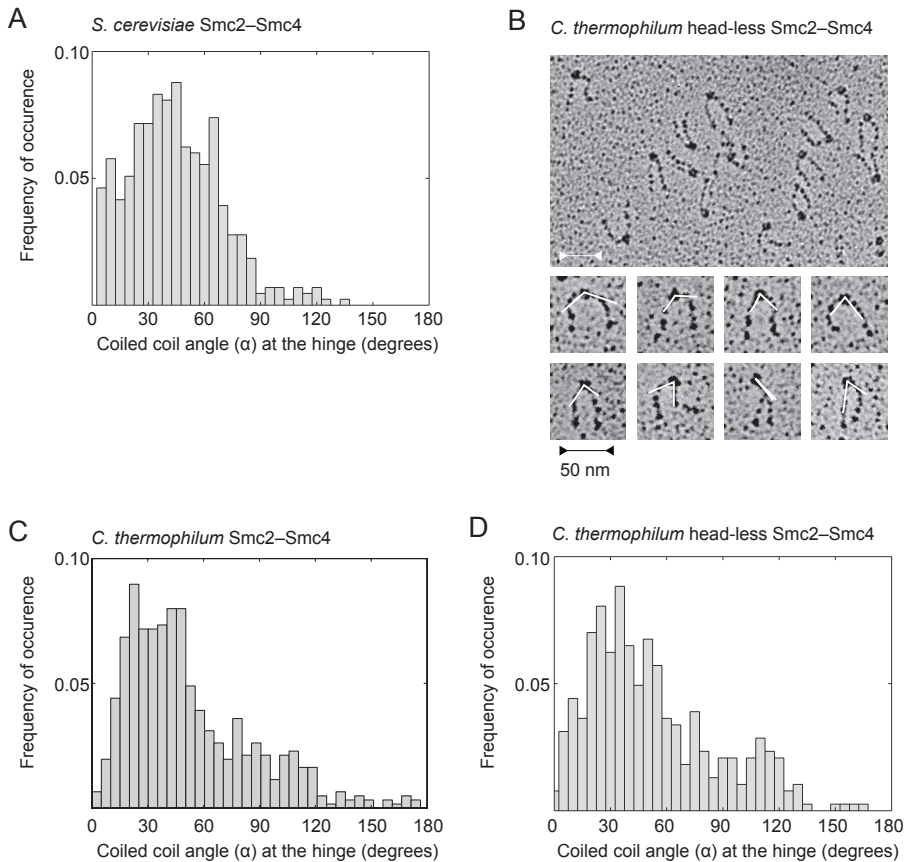 A
S. cerevisiae Smc2–Smc4
0.10
0.05
Frequency of occurence
0 30 60 90 120 150 180
Coiled coil angle (α) at the hinge (degrees)
B
C. thermophilum head-less Smc2–Smc4
50 nm
C
C. thermophilum Smc2–Smc4
0.10
0.05
Frequency of occurence
0 30 60 90 120 150 180
Coiled coil angle (α) at the hinge (degrees)
D
C. thermophilum head-less Smc2–Smc4
0.10
0.05
Frequency of occurence
0 30 60 90 120 150 180
Coiled coil angle (α) at the hinge (degrees)